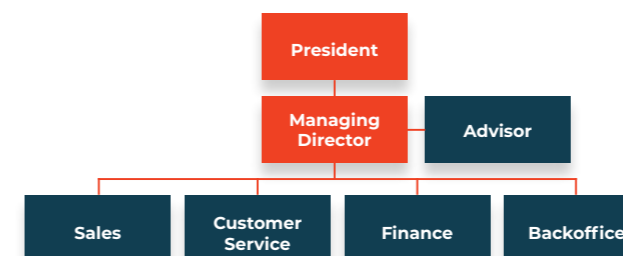 President
Managing
Director
Advisor
Sales
Customer
Service
Finance
Backoffice